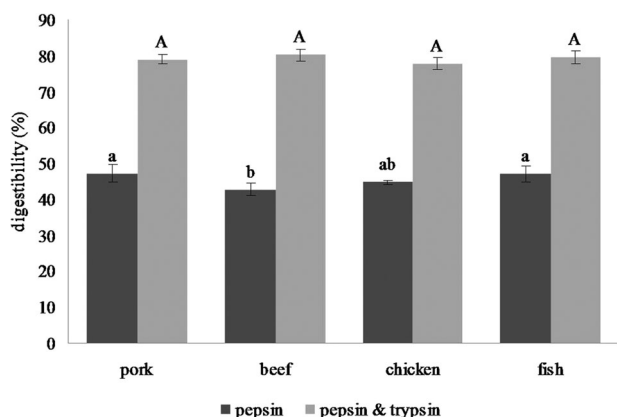 90
80
70
60
50
40
30
20
10
0
digestibility (%)
A A A A
a b ab a
pork beef chicken fish
pepsin pepsin & trypsin